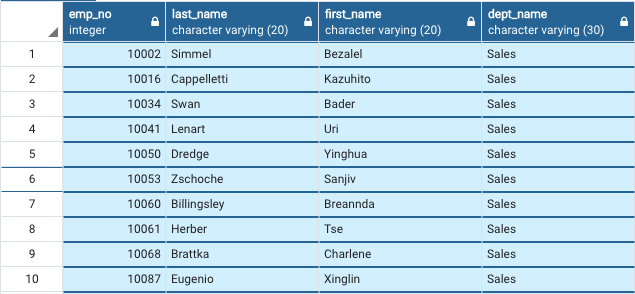 emp_no last_name first_name dept_name
integer character varying (20) character varying (20) character varying (30)
1 10002 Simmel Bezalel Sales
2 10016 Cappelletti Kazuhito Sales
3 10034 Swan Bader Sales
4 10041 Lenart Uri Sales
5 10050 Dredge Yinghua Sales
6 10053 Zschoche Sanjiv Sales
7 10060 Billingsley Breannda Sales
8 10061 Herber Tse Sales
9 10068 Brattka Charlene Sales
10 10087 Eugenio Xinglin Sales